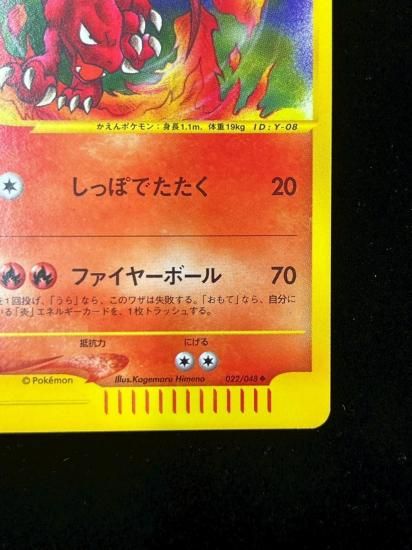 かえんポケモン：身長1.1m、体重19kg ID：Y-08
しっぽでたたく 20
ファイヤーボール 70
を1回投げ、「うら」なら、このワザは失敗する。「おもて」なら、自分に
いる「炎」エネルギーカードを、1枚トラッシュする。
抵抗力 にげる
©Pokémon Illus.Kagemaru Himeno 022/048◆